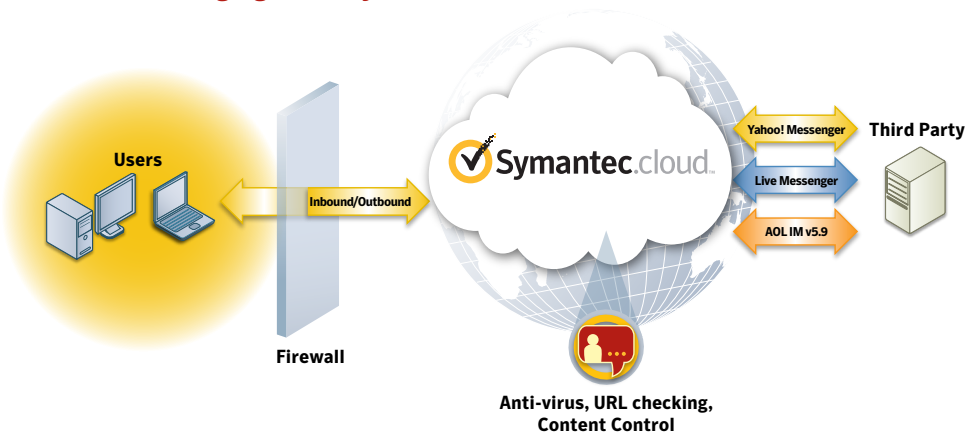 Users
Inbound/Outbound
Firewall
Symantec.cloud™
Yahoo! Messenger
Live Messenger
AOL IM v5.9
Third Party
Anti-virus, URL checking,
Content Control